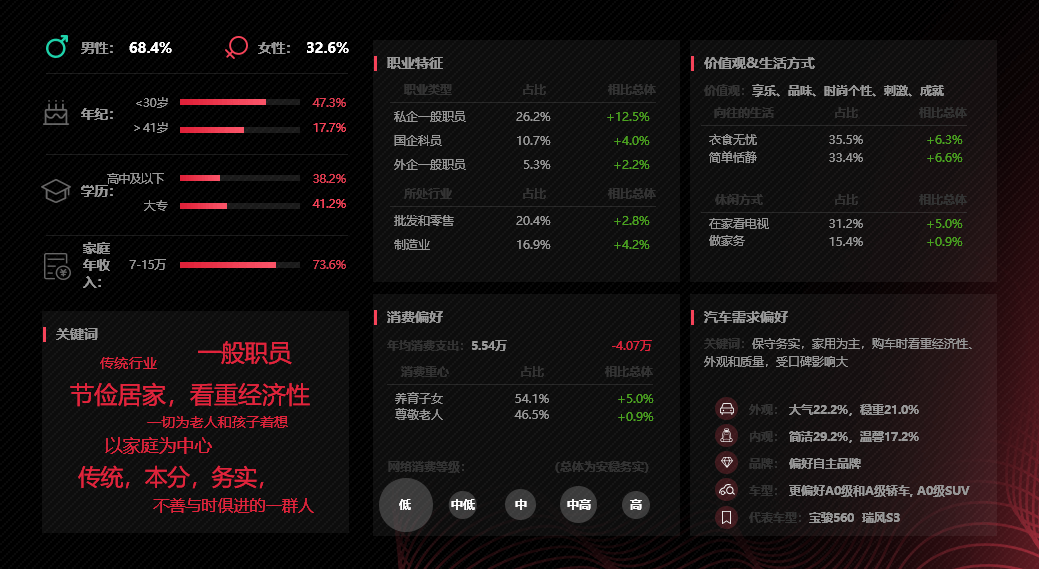 男性： 68.4% 女性： 32.6%
年纪：
<30岁 47.3%
＞41岁 17.7%
学历：
高中及以下 38.2%
大专 41.2%
家庭
年收
入：
7-15万 73.6%
关键词
一般职员
传统行业
节俭居家，看重经济性
一切为老人和孩子着想
以家庭为中心
传统，本分，务实，
不善与时俱进的一群人
职业特征
职业类型 占比 相比总体
私企一般职员 26.2% +12.5%
国企科员 10.7% +4.0%
外企一般职员 5.3% +2.2%
所处行业 占比 相比总体
批发和零售 20.4% +2.8%
制造业 16.9% +4.2%
消费偏好
年均消费支出：5.54万 -4.07万
消费重心 占比 相比总体
养育子女 54.1% +5.0%
尊敬老人 46.5% +0.9%
网络消费等级： (总体为安稳务实)
低 中低 中 中高 高
价值观&生活方式
价值观：享乐、品味、时尚个性、刺激、成就
向往的生活 占比 相比总体
衣食无忧 35.5% +6.3%
简单恬静 33.4% +6.6%
休闲方式 占比 相比总体
在家看电视 31.2% +5.0%
做家务 15.4% +0.9%
汽车需求偏好
关键词：保守务实，家用为主，购车时看重经济性、
外观和质量，受口碑影响大
外观： 大气22.2%，稳重21.0%
内观： 简洁29.2%，温馨17.2%
品牌： 偏好自主品牌
车型： 更偏好A0级和A级轿车, A0级SUV
代表车型：宝骏560 瑞风S3